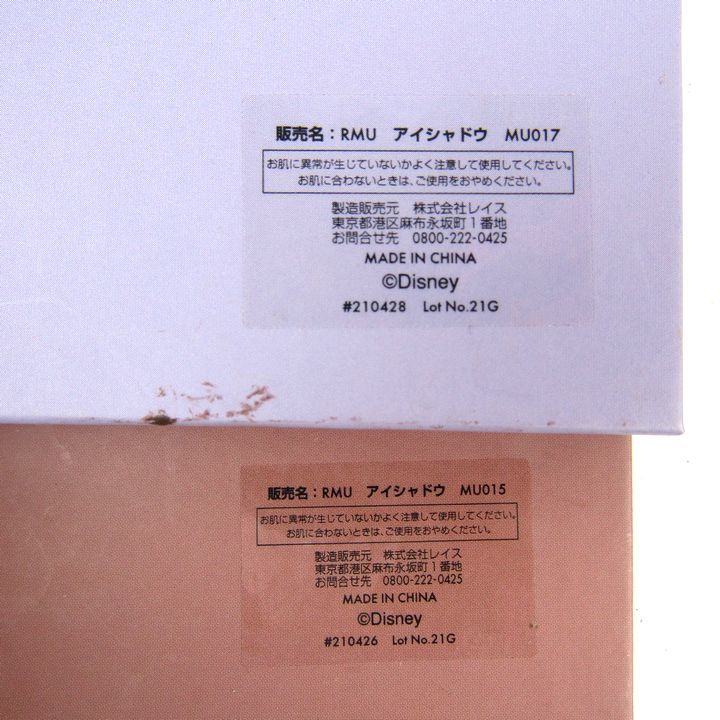 販売名：RMU　アイシャドウ　MU017
お肌に異常が生じていないかよく注意して使用してください。
お肌に合わないときは、ご使用をおやめください。
製造販売元　株式会社レイス
東京都港区麻布永坂町1番地
お問合せ先　0800-222-0425
MADE IN CHINA
©Disney
#210428　Lot No.21G
販売名：RMU　アイシャドウ　MU015
お肌に異常が生じていないかよく注意して使用してください。
お肌に合わないときは、ご使用をおやめください。
製造販売元　株式会社レイス
東京都港区麻布永坂町1番地
お問合せ先　0800-222-0425
MADE IN CHINA
©Disney
#210426　Lot No.21G